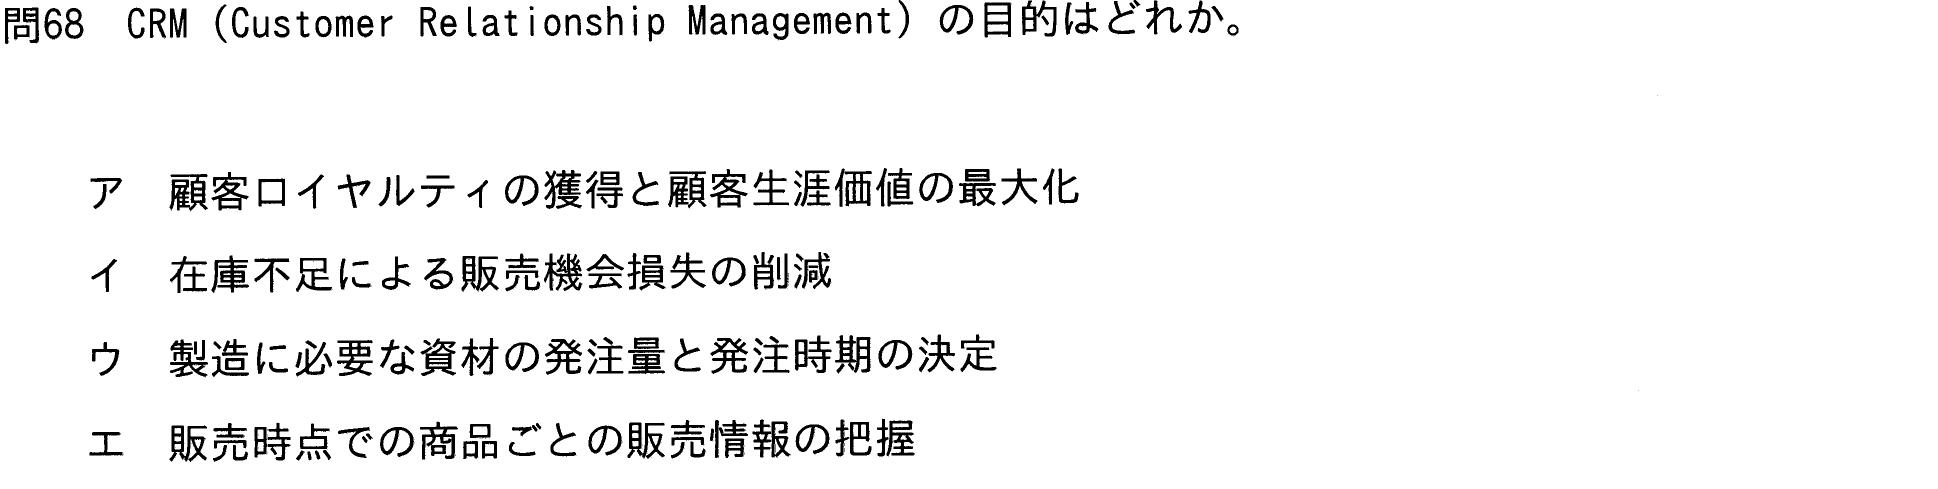 問68 CRM (Customer Relationship Management) の目的はどれか。
ア 顧客ロイヤルティの獲得と顧客生涯価値の最大化
イ 在庫不足による販売機会損失の削減
ウ 製造に必要な資材の発注量と発注時期の決定
エ 販売時点での商品ごとの販売情報の把握